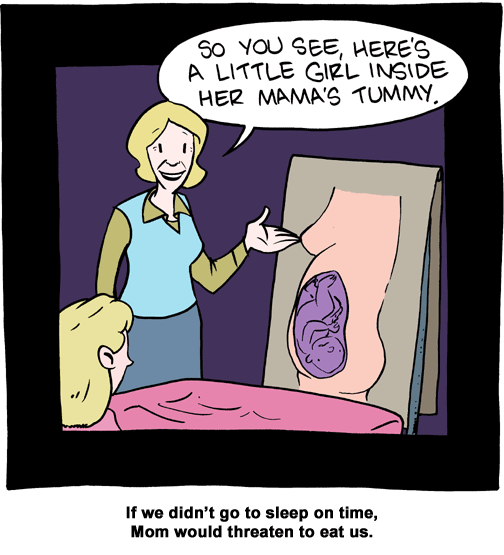 SO YOU SEE, HERE'S
A LITTLE GIRL INSIDE
HER MAMA'S TUMMY.
If we didn't go to sleep on time,
Mom would threaten to eat us.